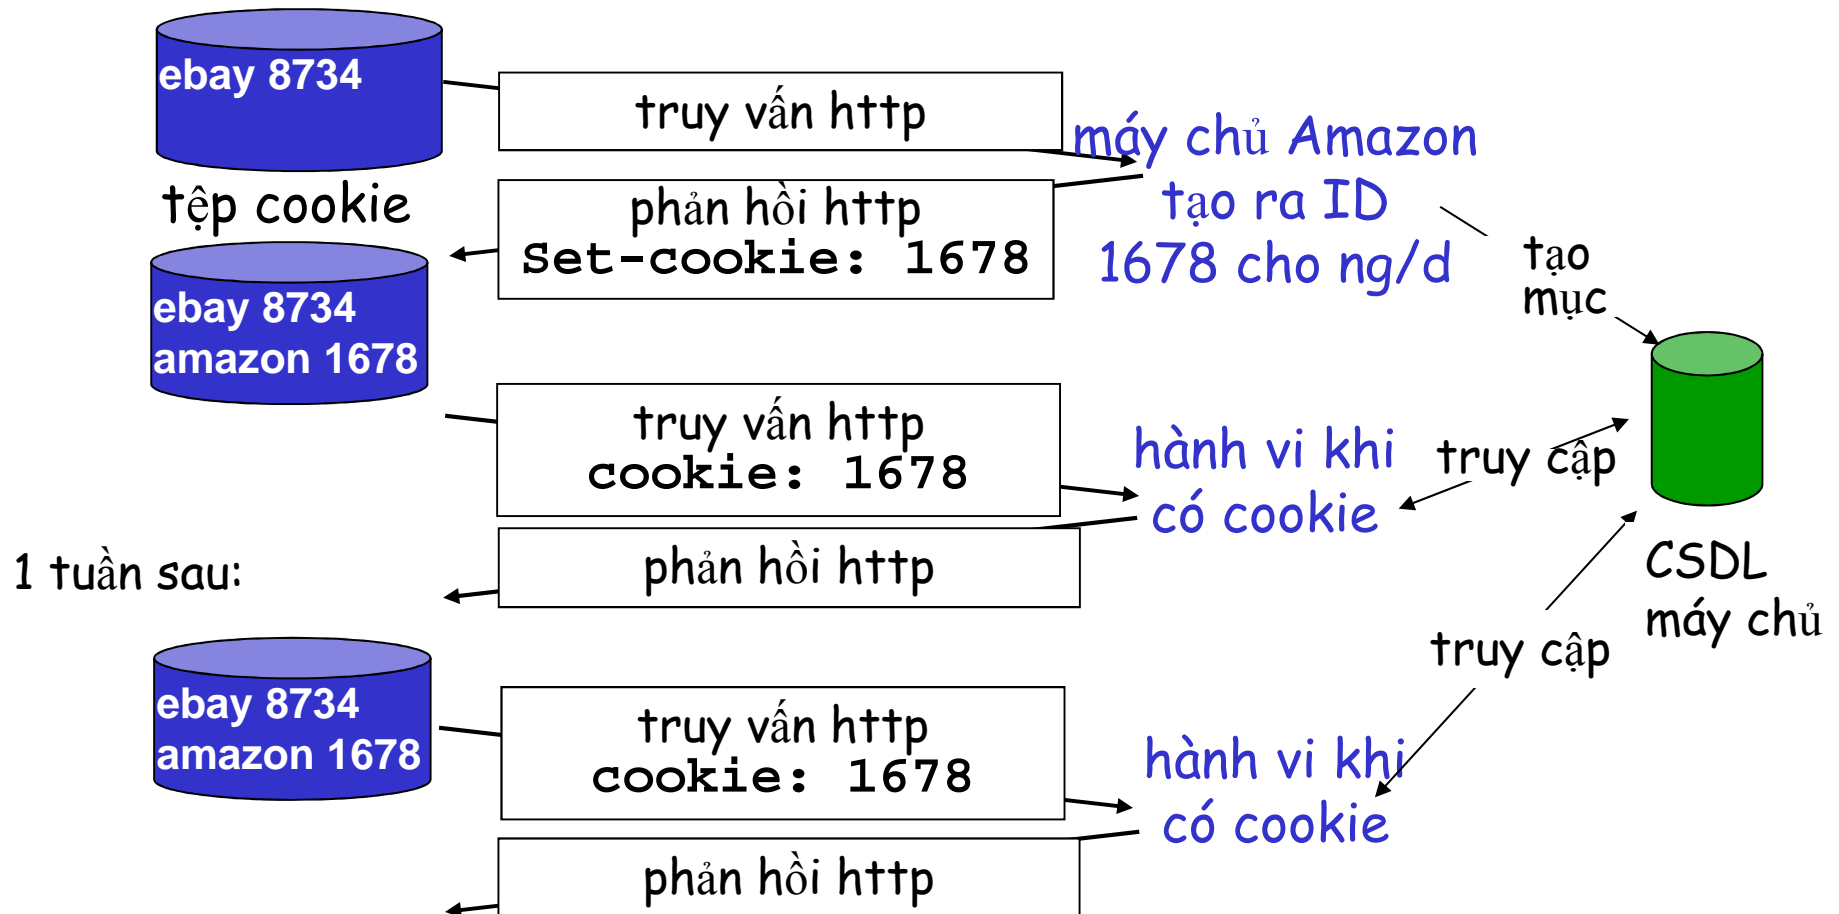 ebay 8734
truy vấn http
máy chủ Amazon
tạo ra ID
1678 cho ng/d
tệp cookie
phản hồi http
Set-cookie: 1678
tạo
mục
ebay 8734
amazon 1678
truy vấn http
cookie: 1678
hành vi khi
có cookie
truy cập
phản hồi http
1 tuần sau:
CSDL
máy chủ
truy cập
ebay 8734
amazon 1678
truy vấn http
cookie: 1678
hành vi khi
có cookie
phản hồi http